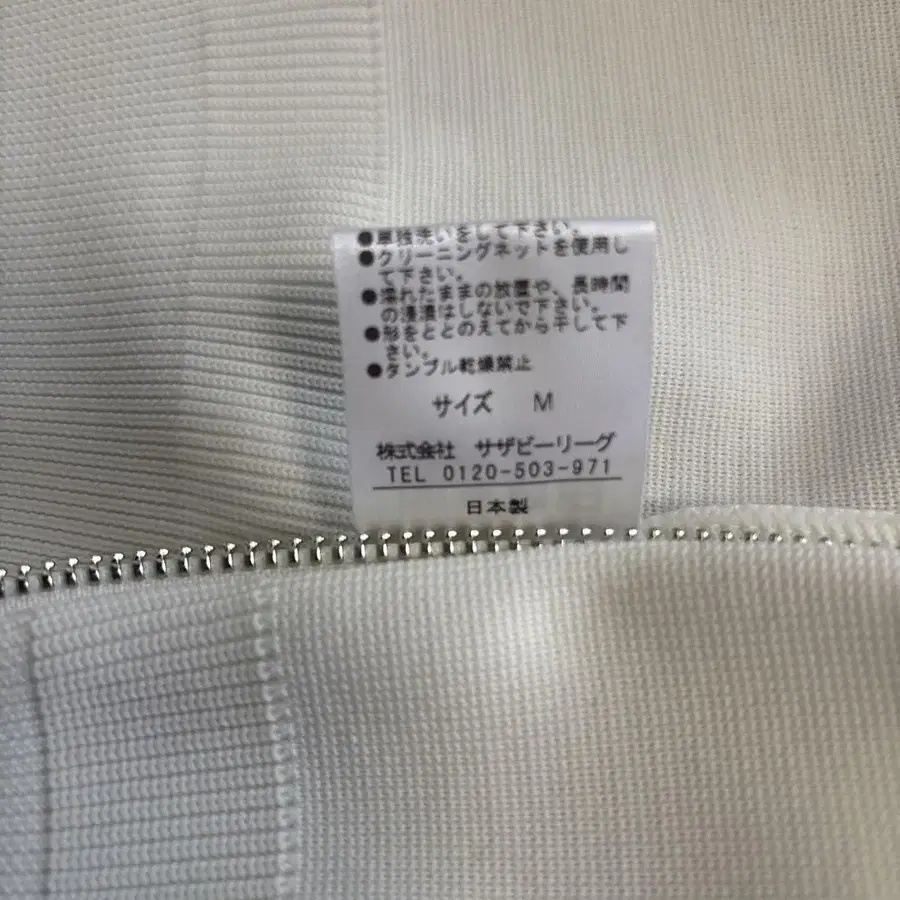 ●単独洗いをして下さい。
●クリーニングネットを使用し
て下さい。
●濡れたままの放置や、長時間
の浸漬はしないで下さい。
●形をととのえてから干して下
さい。
●タンブル乾燥禁止
サイズ M
株式会社 サザビーリーグ
TEL 0120-503-971
日本製